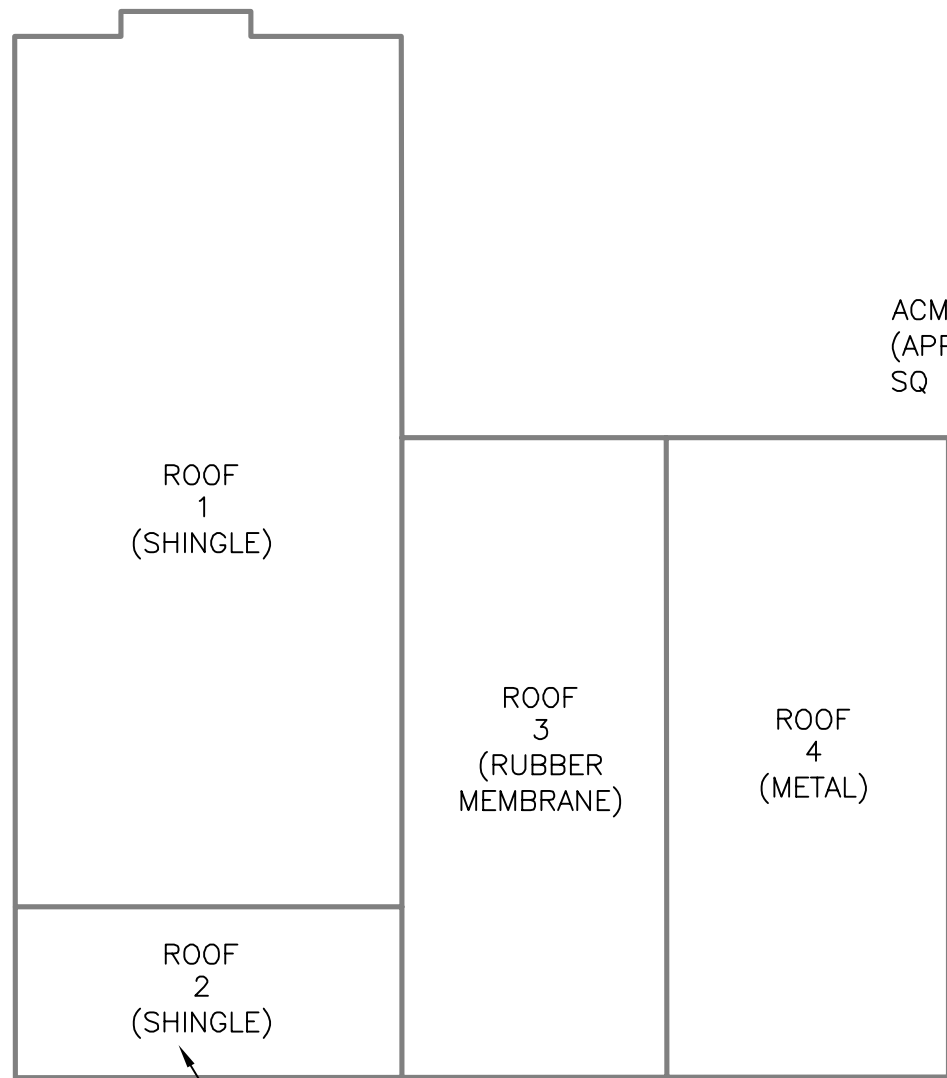 ACM
SQ
ROOF
1
(SHINGLE)
ROOF
3
(RUBBER
MEMBRANE)
ROOF
4
(METAL)
ROOF
2
(SHINGLE)